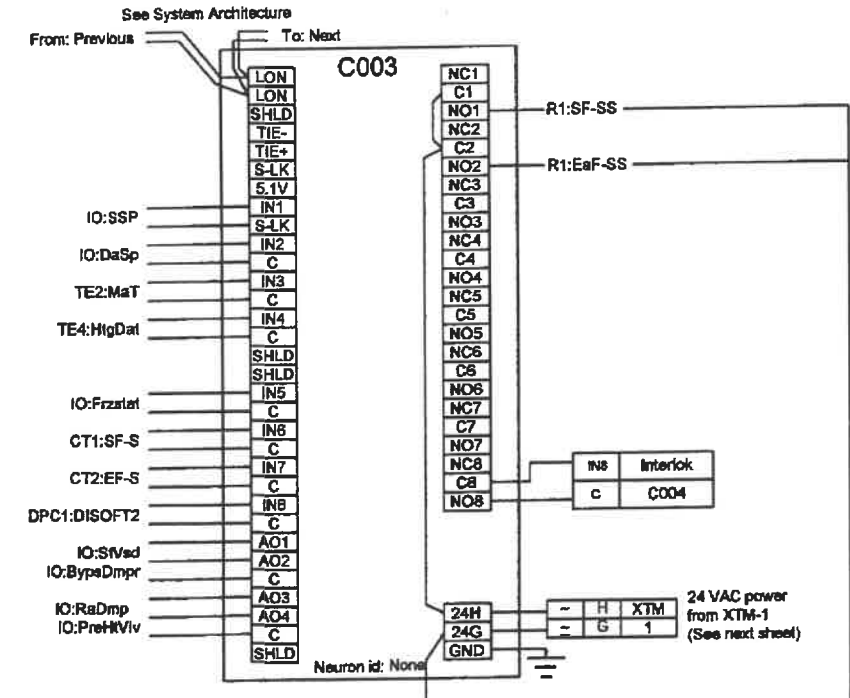 See System Architecture
From: Previous
To: Next
C003
LON
LON
SHLD
TIE-
TIE+
S-LK
5.1V
IN1
S-LK
IN2
C
IN3
C
IN4
C
SHLD
SHLD
IN5
C
IN6
C
IN7
C
IN8
C
AO1
AO2
C
AO3
AO4
C
SHLD
IO:SSP
IO:DaSp
TE2:MaT
TE4:HtgDat
IO:Frzstat
CT1:SF-S
CT2:EF-S
DPC1:DISOFT2
IO:SfVsd
IO:BypsDmpr
IO:RaDmp
IO:PreHtVlv
NC1
C1
NO1
NC2
C2
NO2
NC3
C3
NO3
NC4
C4
NO4
NC5
C5
NO5
NC6
C6
NO6
NC7
C7
NO7
NC8
C8
NO8
R1:SF-SS
R1:EaF-SS
IN8 Interlok
C C004
24H
24G
GND
~ H XTM
~ G 1
24 VAC power
from XTM-1
(See next sheet)
Neuron id: None